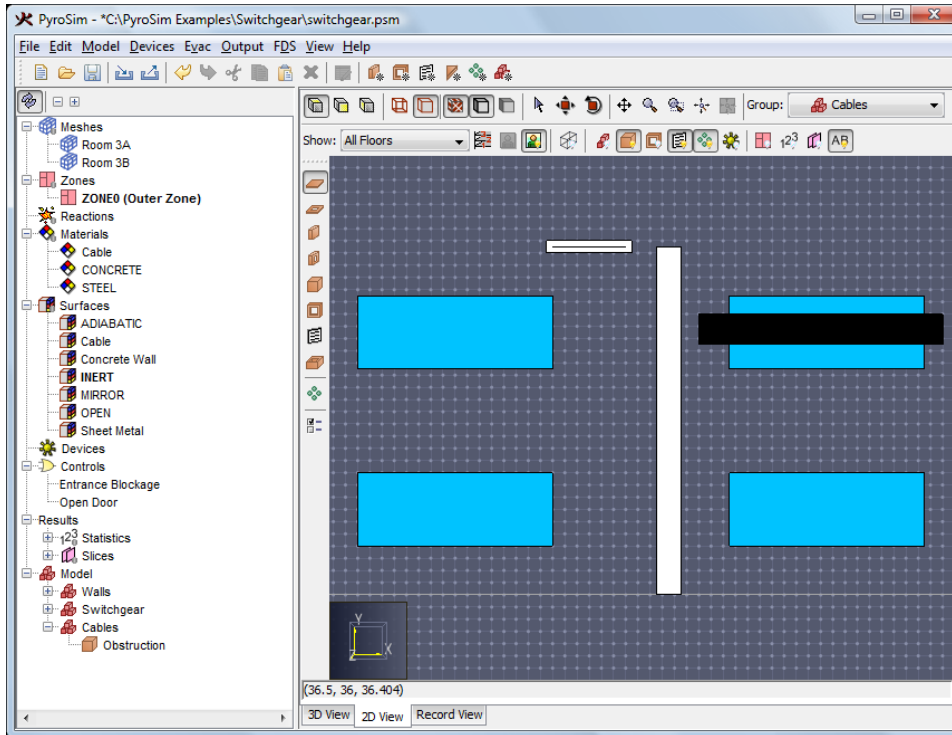 PyroSim - *C:\PyroSim Examples\Switchgear\switchgear.psm
File Edit Model Devices Evac Output FDS View Help
Group: Cables
Show: All Floors
123
AB
Meshes
Room 3A
Room 3B
Zones
ZONE0 (Outer Zone)
Reactions
Materials
Cable
CONCRETE
STEEL
Surfaces
ADIABATIC
Cable
Concrete Wall
INERT
MIRROR
OPEN
Sheet Metal
Devices
Controls
Entrance Blockage
Open Door
Results
123 Statistics
Slices
Model
Walls
Switchgear
Cables
Obstruction
Y
X
Z
(36.5, 36, 36.404)
3D View 2D View Record View